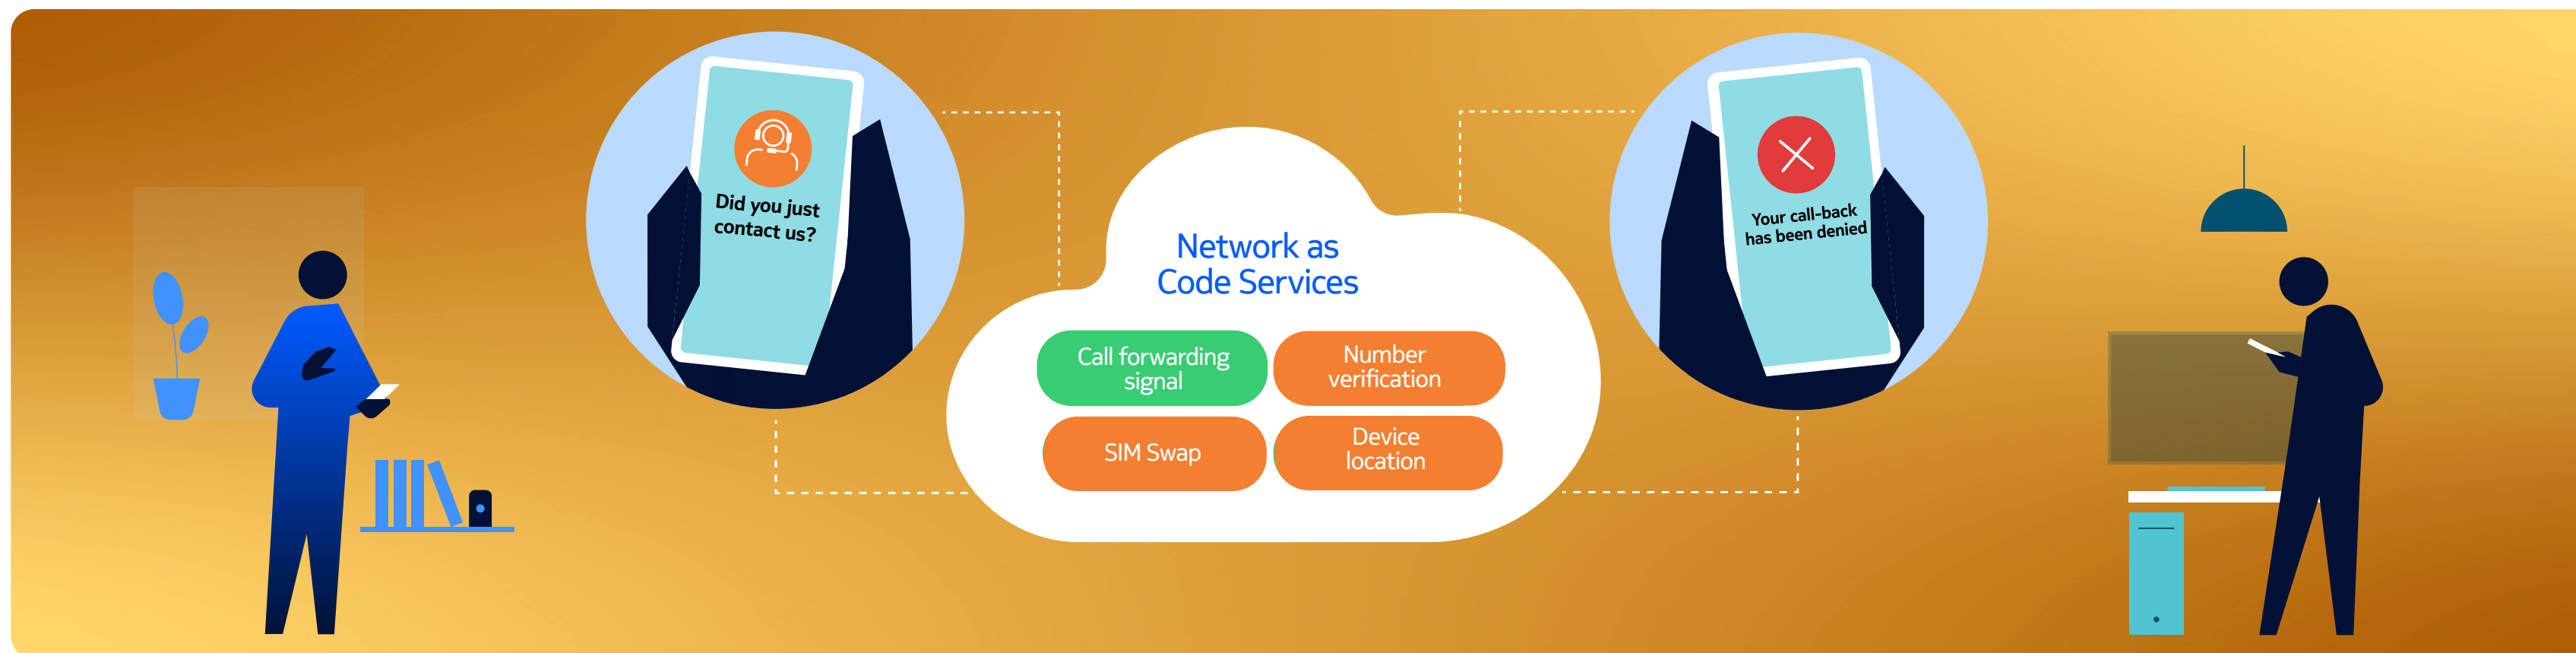 Did you just
contact us?
Network as
Code Services
Call forwarding
signal
Number
verification
SIM Swap
Device
location
Your call-back
has been denied